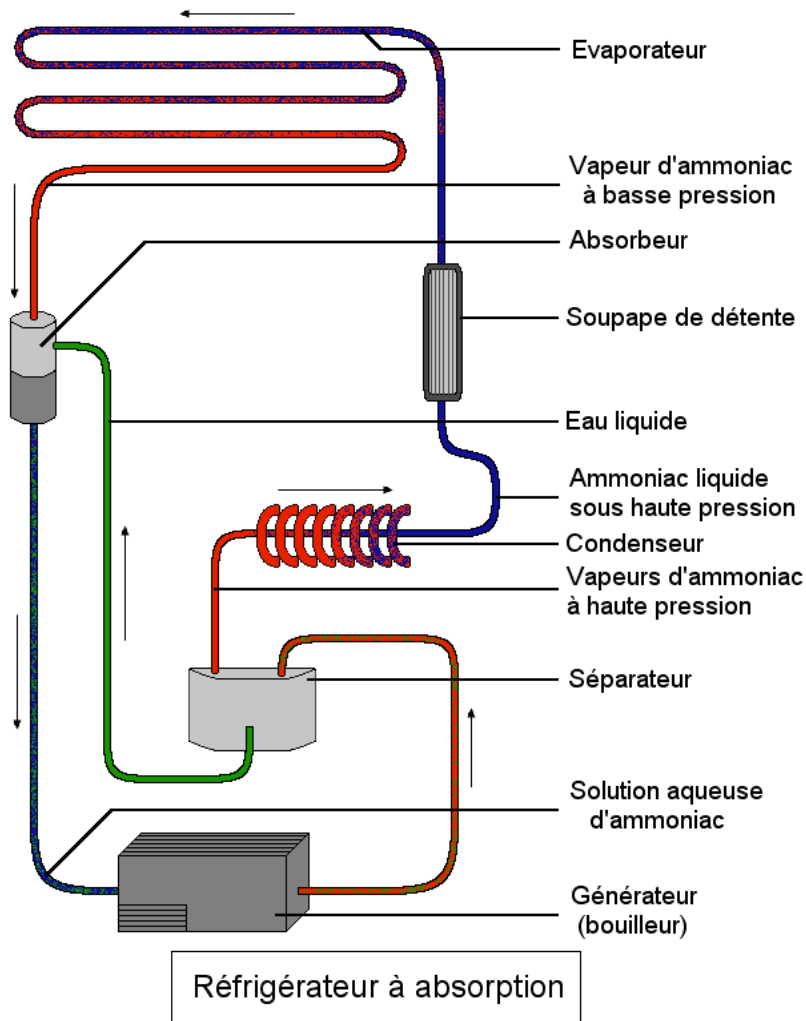 Evaporateur
Vapeur d'ammoniac
à basse pression
Absorbeur
Soupape de détente
Eau liquide
Ammoniac liquide
sous haute pression
Condenseur
Vapeurs d'ammoniac
à haute pression
Séparateur
Solution aqueuse
d'ammoniac
Générateur
(bouilleur)
Réfrigérateur à absorption